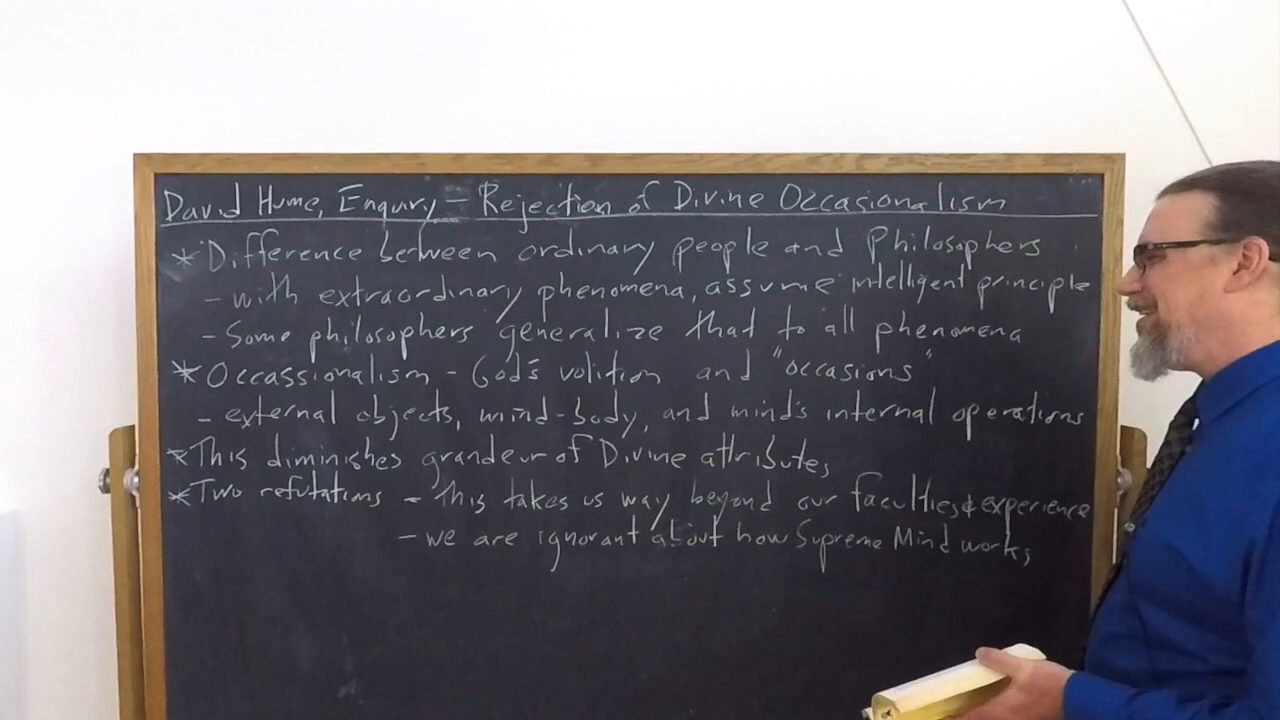 David Hume, Enquiry - Rejection of Divine Occasionalism
* Difference between ordinary people and Philosophers
- with extraordinary phenomena, assume intelligent principle
- Some philosophers generalize that to all phenomena
* Occassionalism - God's volition and "occasions"
- external objects, mind-body, and mind's internal operations
* This diminishes grandeur of Divine attributes,
* Two refutations - This takes us way beyond our faculties & experience
- we are ignorant about how Supreme Mind works,